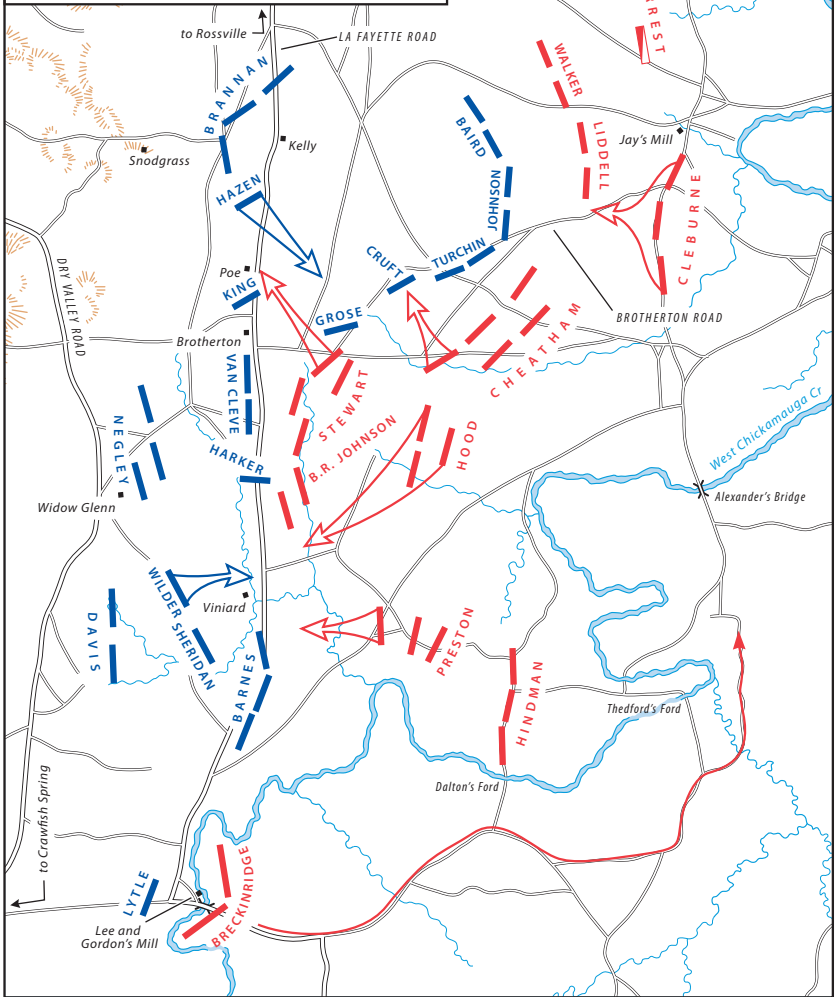 to Rossville
LA FAYETTE ROAD
REST
WALKER
BRANNAN
BAIRD
LIDDELL
Jay's Mill
Kelly
Snodgrass
HAZEN
JOHNSON
CLEBURNE
DRY VALLEY ROAD
Poe
KING
CRUFT
TURCHIN
GROSE
BROTHERTON ROAD
CHEATHAM
Brotherton
VAN CLEVE
STEWART
NEGLEY
B.R. JOHNSON
HOOD
HARKER
West Chickamauga Cr
Widow Glenn
Alexander's Bridge
WILDER
SHERIDAN
Viniard
DAVIS
BARNES
PRESTON
HINDMAN
Thedford's Ford
Dalton's Ford
to Crawfish Spring
LYTLE
BRECKINRIDGE
Lee and
Gordon's Mill